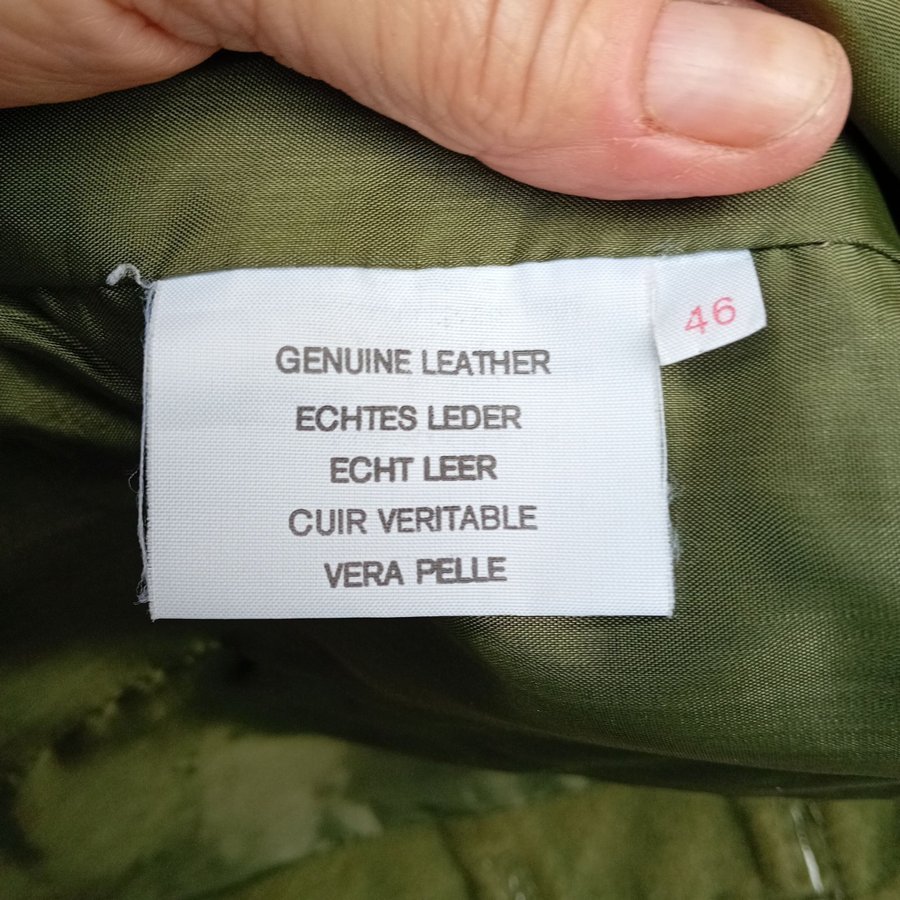 46
GENUINE LEATHER
ECHTES LEDER
ECHT LEER
CUIR VERITABLE
VERA PELLE